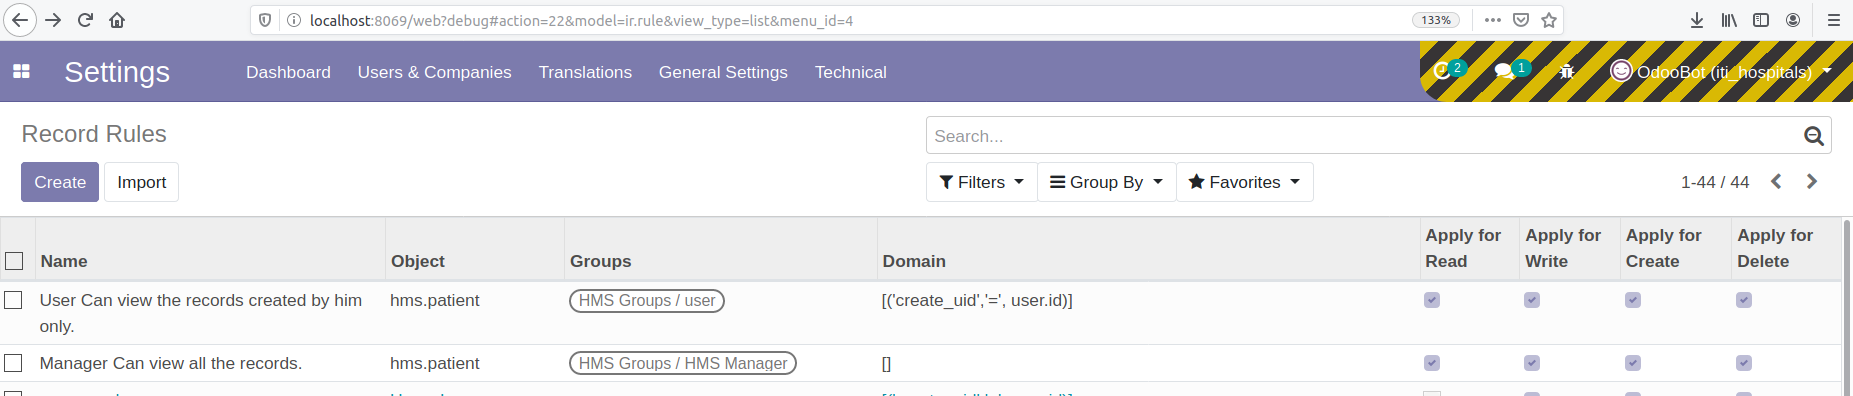 localhost:8069/web?debug#action=22&model=ir.rule&view_type=list&menu_id=4 133%
Settings Dashboard Users & Companies Translations General Settings Technical 2 1 OdooBot (iti_hospitals)
Record Rules Search...
Create Import Filters Group By Favorites 1-44 / 44
Name Object Groups Domain Apply for Read Apply for Write Apply for Create Apply for Delete
User Can view the records created by him hms.patient HMS Groups / user [('create_uid','=', user.id)]
only.
Manager Can view all the records. hms.patient HMS Groups / HMS Manager []